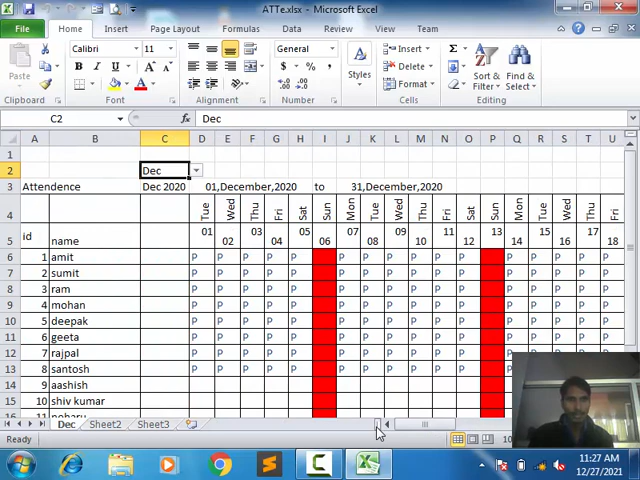 ATTe.xlsx - Microsoft Excel
File Home Insert Page Layout Formulas Data Review View Team
Calibri 11 General Insert Σ
Paste B I U $ % , Delete Styles Sort & Filter Find & Select
Format
Clipboard Font Alignment Number Cells Editing
C2 fx Dec
A B C D E F G H I J K L M N O P Q R S T U
1
2 Dec
3 Attendence Dec 2020 01,December,2020 to 31,December,2020
4 Tue Wed Thu Fri Sat Sun Mon Tue Wed Thu Fri Sat Sun Mon Tue Wed Thu Fri
5 id name 01 02 03 04 05 06 07 08 09 10 11 12 13 14 15 16 17 18
6 1 amit P P P P P P P P P P P P P P P P
7 2 sumit P P P P P P P P P P P P P P P P
8 3 ram P P P P P P P P P P P P P P P P
9 4 mohan P P P P P P P P P P P P P P P P
10 5 deepak P P P P P P P P P P P P P P P P
11 6 geeta P P P P P P P P P P P P P P P P
12 7 rajpal P P P P P P P P P P P
13 8 santosh P P P P P P P P P P P
14 9 aashish
15 10 shiv kumar
16 11
Dec Sheet2 Sheet3
Ready 10
11:27 AM
12/27/2021